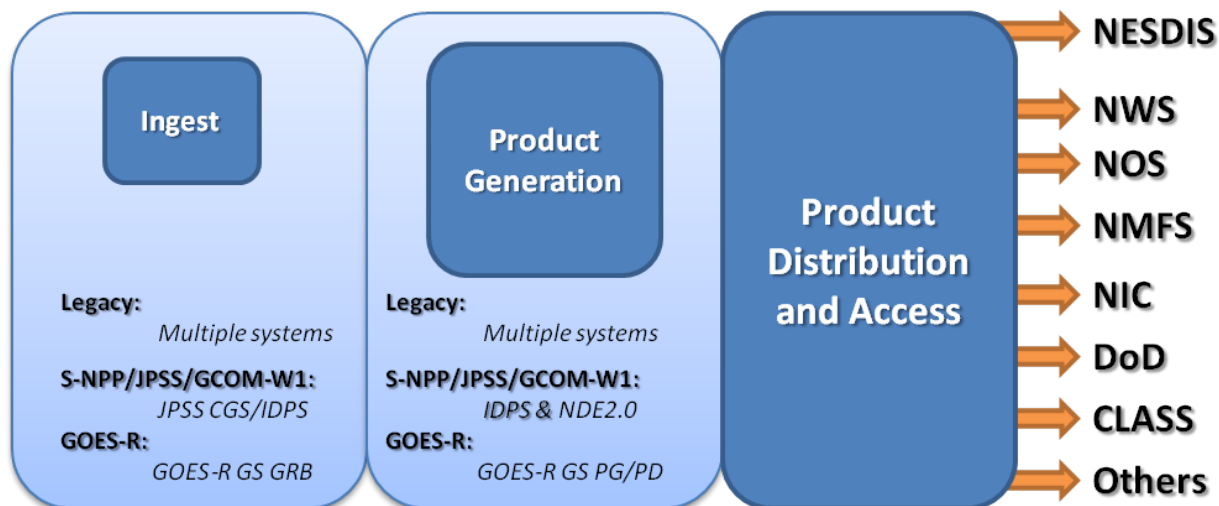 Ingest
Legacy:
Multiple systems
S-NPP/JPSS/GCOM-W1:
JPSS CGS/IDPS
GOES-R:
GOES-R GS GRB
Product
Generation
Legacy:
Multiple systems
S-NPP/JPSS/GCOM-W1:
IDPS & NDE2.0
GOES-R:
GOES-R GS PG/PD
Product
Distribution
and Access
NESDIS
NWS
NOS
NMFS
NIC
DoD
CLASS
Others